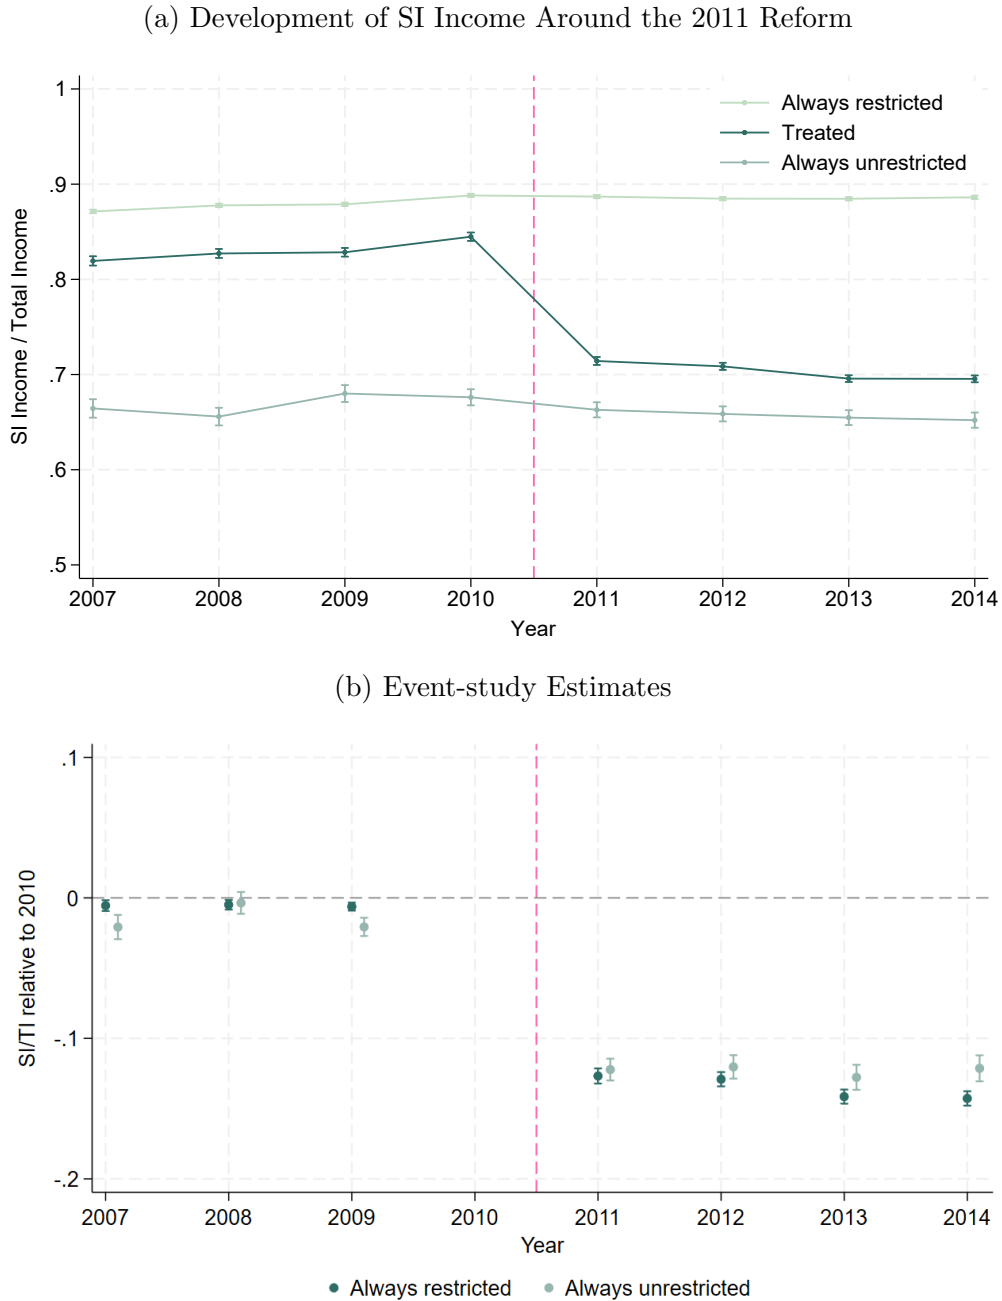 (a) Development of SI Income Around the 2011 Reform
1
.9
.8
.7
.6
.5
SI Income / Total Income
Always restricted
Treated
Always unrestricted
2007 2008 2009 2010 2011 2012 2013 2014
Year
(b) Event-study Estimates
.1
0
-.1
-.2
SI/TI relative to 2010
2007 2008 2009 2010 2011 2012 2013 2014
Year
Always restricted Always unrestricted